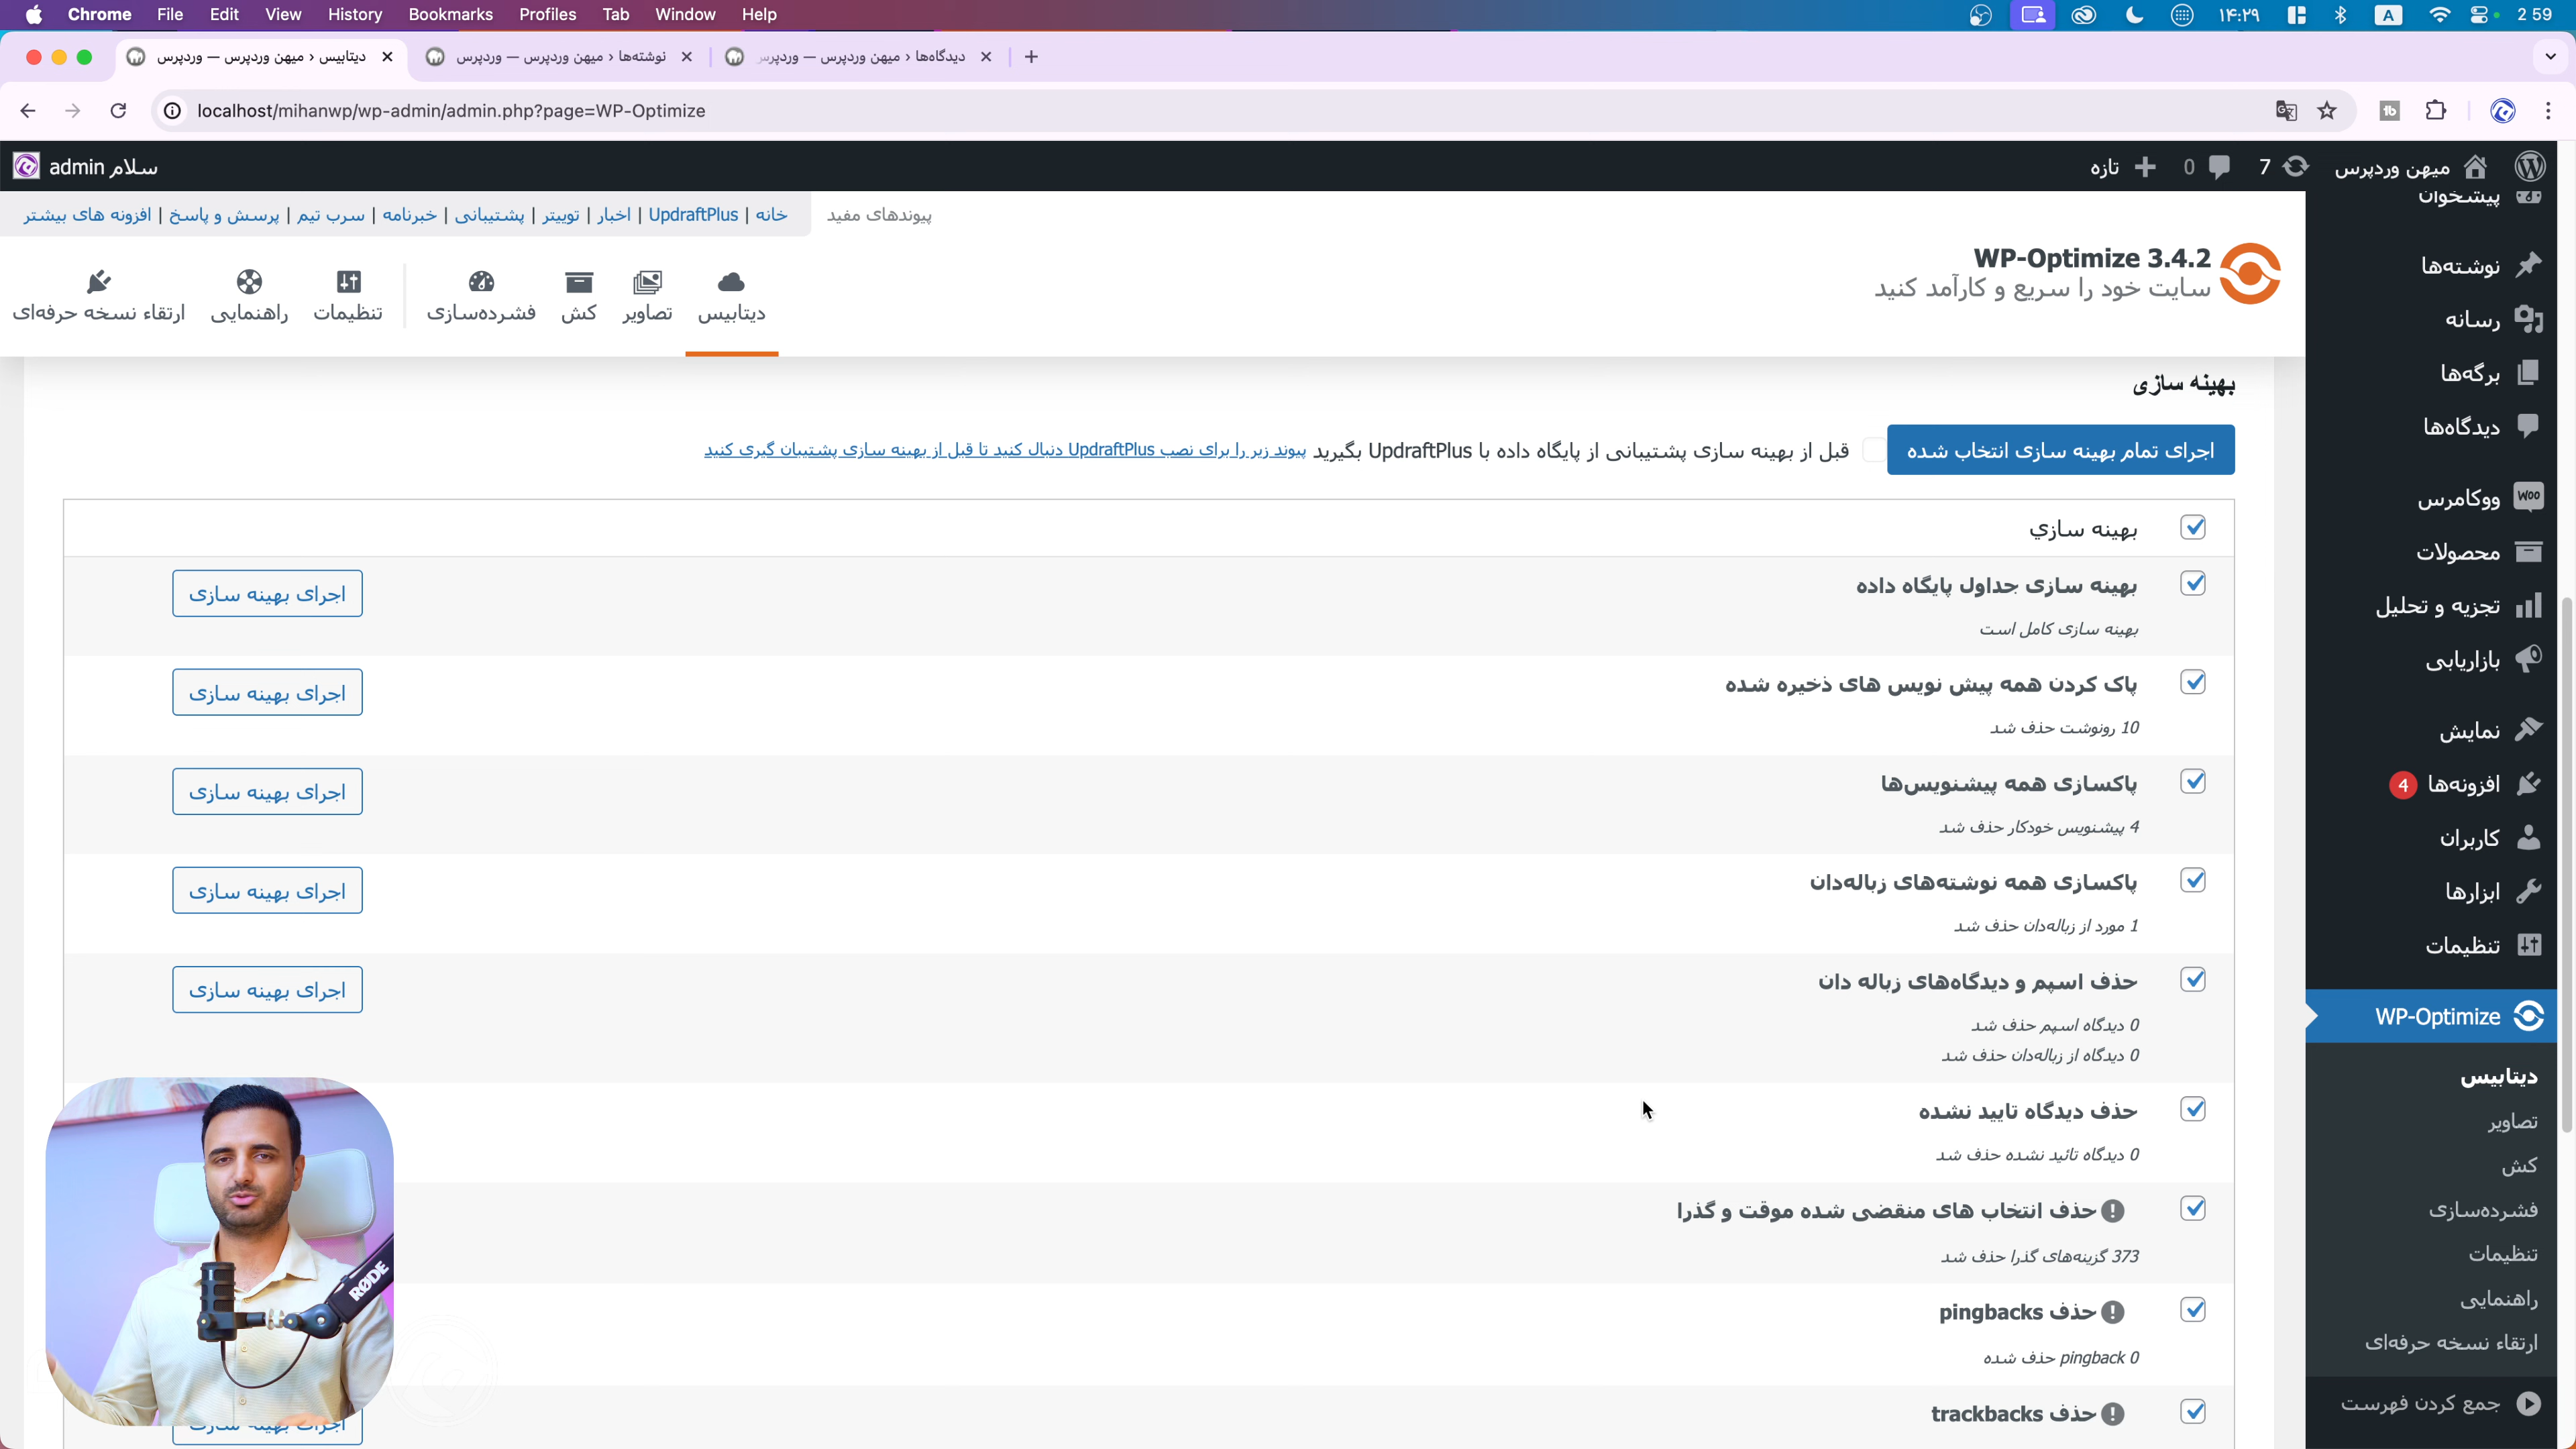 Chrome File Edit View History Bookmarks Profiles Tab Window Help
۱۴:۲۹ A 2 59
دیتابیس ‹ میهن وردپرس — وردپرس
نوشته‌ها ‹ میهن وردپرس — وردپرس
دیدگاه‌ها ‹ میهن وردپرس — وردپرس
localhost/mihanwp/wp-admin/admin.php?page=WP-Optimize
میهن وردپرس 7 0 تازه
سلام admin
پیوندهای مفید
خانه | UpdraftPlus | اخبار | توییتر | پشتیبانی | خبرنامه | سرب تیم | پرسش و پاسخ | افزونه های بیشتر
WP-Optimize 3.4.2
سایت خود را سریع و کارآمد کنید
دیتابیس
تصاویر
کش
فشرده‌سازی
تنظیمات
راهنمایی
ارتقاء نسخه حرفه‌ای
بهینه سازی
اجرای تمام بهینه سازی انتخاب شده
قبل از بهینه سازی پشتیبانی از پایگاه داده با UpdraftPlus بگیرید پیوند زیر را برای نصب UpdraftPlus دنبال کنید تا قبل از بهینه سازی پشتیبان گیری کنید
بهینه سازی
بهینه سازی جداول پایگاه داده
بهینه سازی کامل است
اجرای بهینه سازی
پاک کردن همه پیش نویس های ذخیره شده
10 رونوشت حذف شد
اجرای بهینه سازی
پاکسازی همه پیشنویس‌ها
4 پیشنویس خودکار حذف شد
اجرای بهینه سازی
پاکسازی همه نوشته‌های زباله‌دان
1 مورد از زباله‌دان حذف شد
اجرای بهینه سازی
حذف اسپم و دیدگاه‌های زباله دان
0 دیدگاه اسپم حذف شد
0 دیدگاه از زباله‌دان حذف شد
اجرای بهینه سازی
حذف دیدگاه تایید نشده
0 دیدگاه تائید نشده حذف شد
حذف انتخاب های منقضی شده موقت و گذرا
373 گزینه‌های گذرا حذف شد
حذف pingbacks
0 pingback حذف شده
حذف trackbacks
اجرای بهینه سازی
RØDE
پیشخوان
نوشته‌ها
رسانه
برگه‌ها
دیدگاه‌ها
ووکامرس
محصولات
تجزیه و تحلیل
بازاریابی
نمایش
افزونه‌ها 4
کاربران
ابزارها
تنظیمات
WP-Optimize
دیتابیس
تصاویر
کش
فشرده‌سازی
تنظیمات
راهنمایی
ارتقاء نسخه حرفه‌ای
جمع کردن فهرست